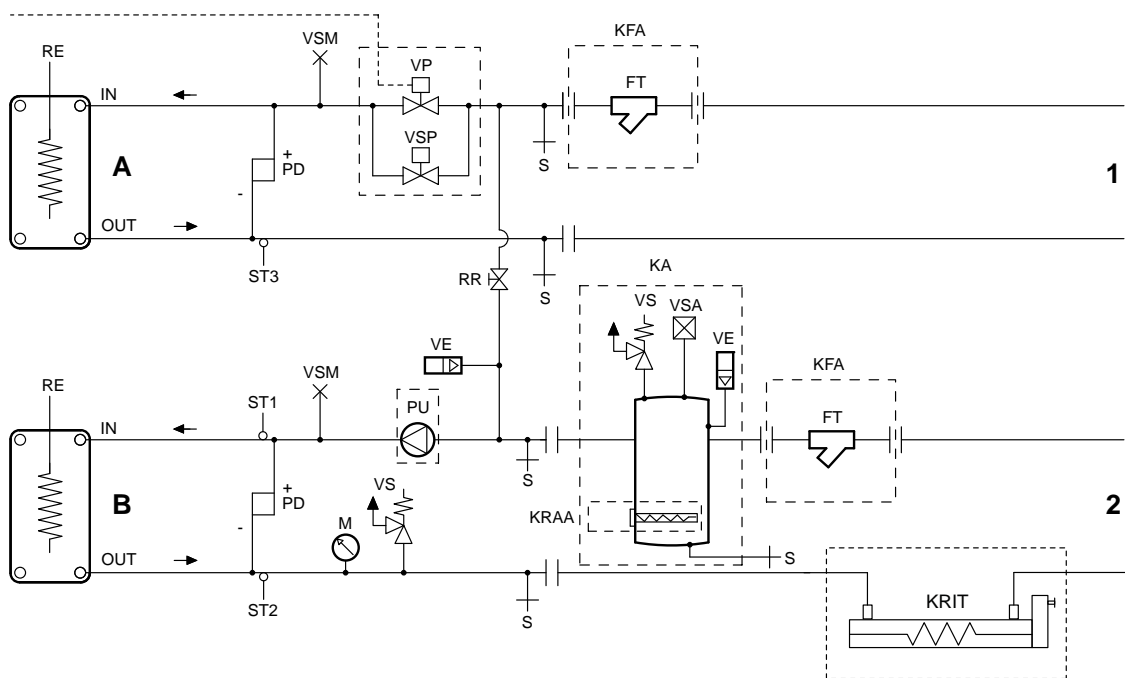 KFA
VSM
RE
VP
FT
IN
VSP
+
PD
A
-
S
1
OUT
ST3
S
RR
KA
VS
VSA
VE
VE
KFA
RE
VSM
ST1
PU
FT
IN
S
+
PD
B
-
VS
M
KRAA
2
OUT
S
ST2
S
KRIT